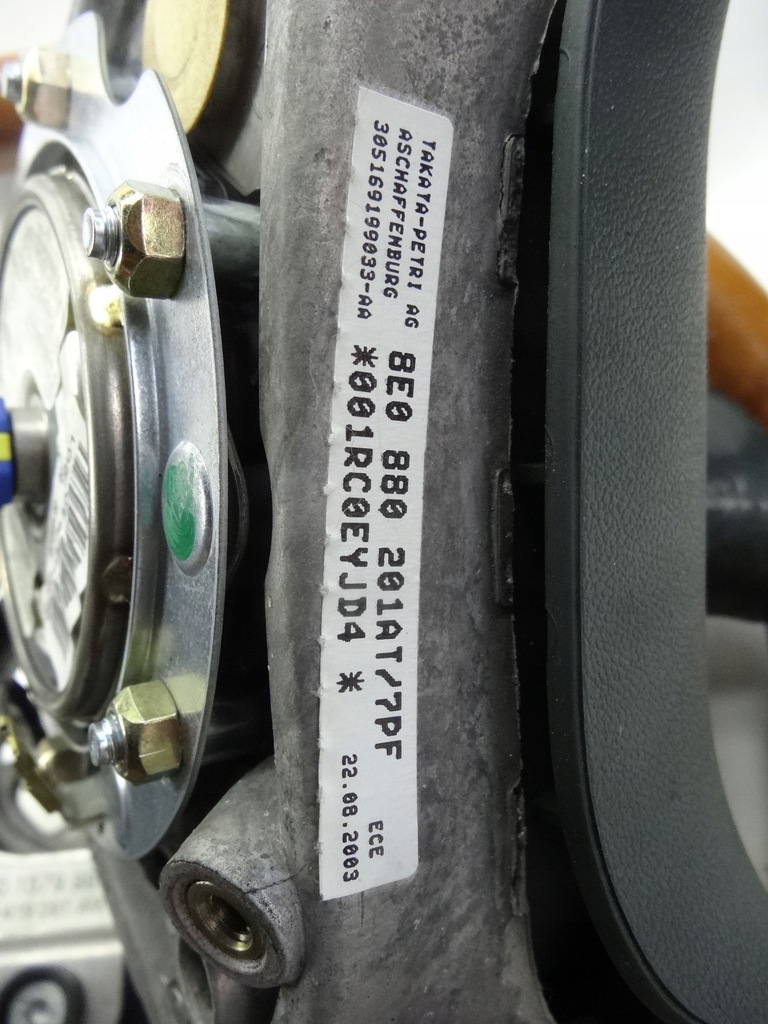 TAKATA-PETRI AG
ASCHAFFENBURG
305169199033-AA
8E0 880 201AT/7PF
*001RC0EYJD4 *
ECE
22.08.2003